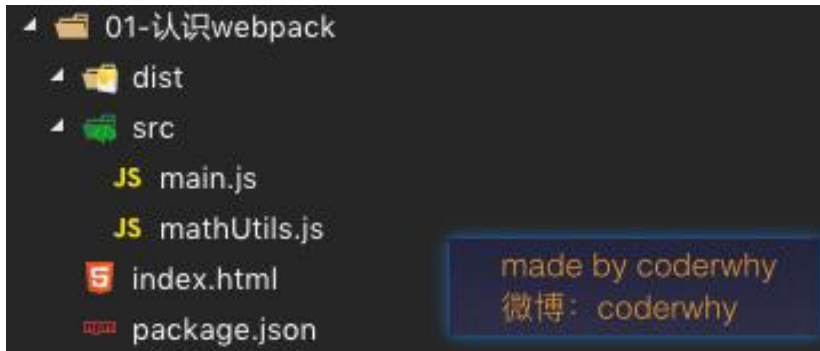 01-认识webpack
dist
src
JS main.js
JS mathUtils.js
index.html
package.json
made by coderwhy
微博：coderwhy